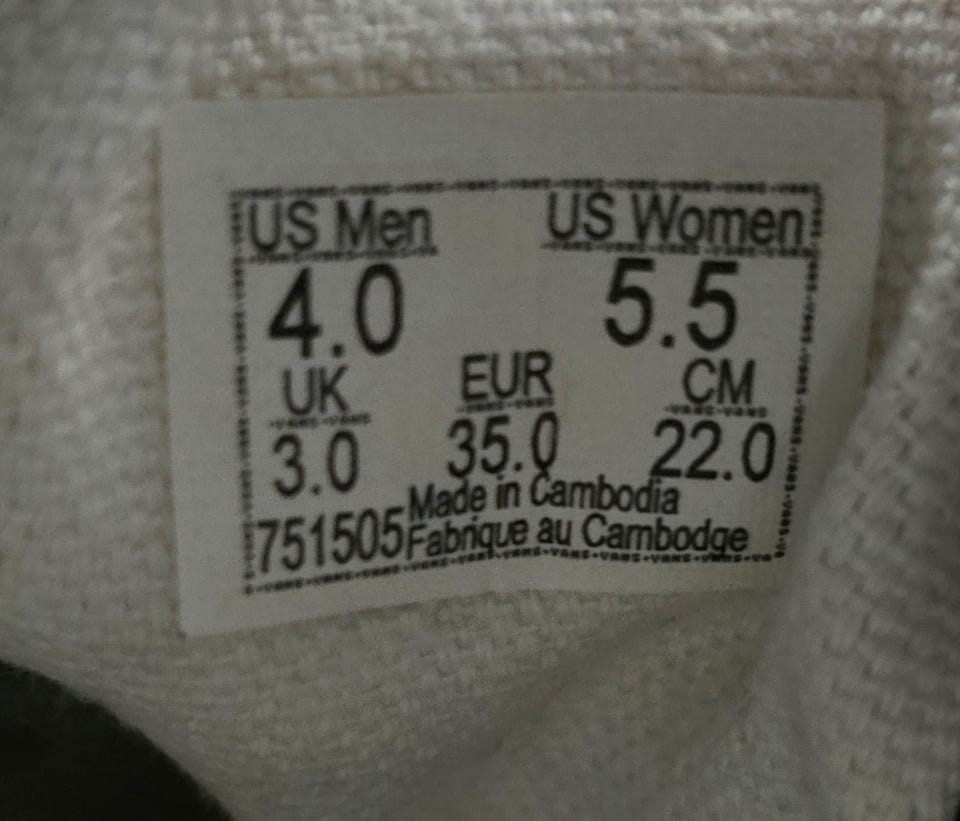 US Men US Women
4.0 5.5
UK EUR CM
3.0 35.0 22.0
Made in Cambodia
751505 Fabrique au Cambodge